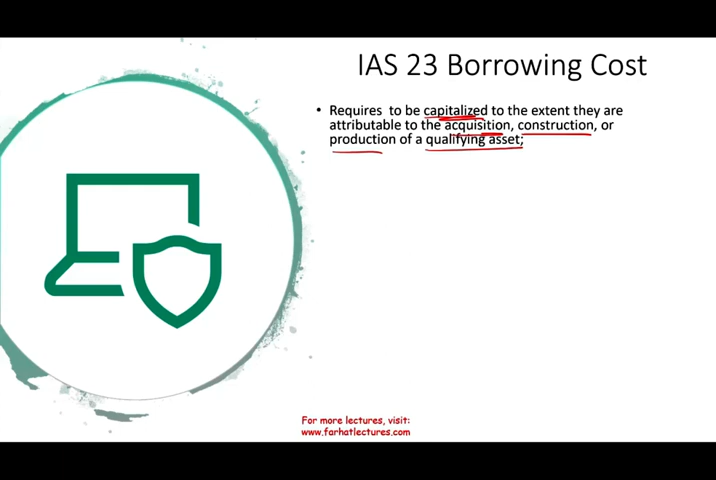 IAS 23 Borrowing Cost
• Requires to be capitalized to the extent they are
attributable to the acquisition, construction, or
production of a qualifying asset;
For more lectures, visit:
www.farhatlectures.com